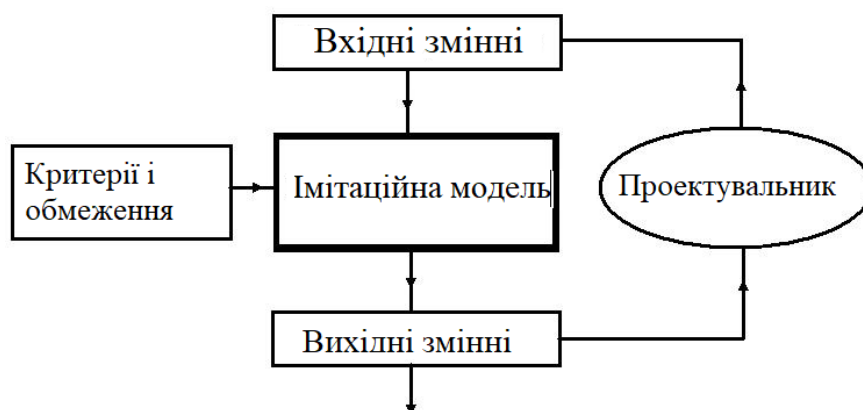 Вхідні змінні
Критерії і
обмеження
Імітаційна модель
Проектувальник
Вихідні змінні